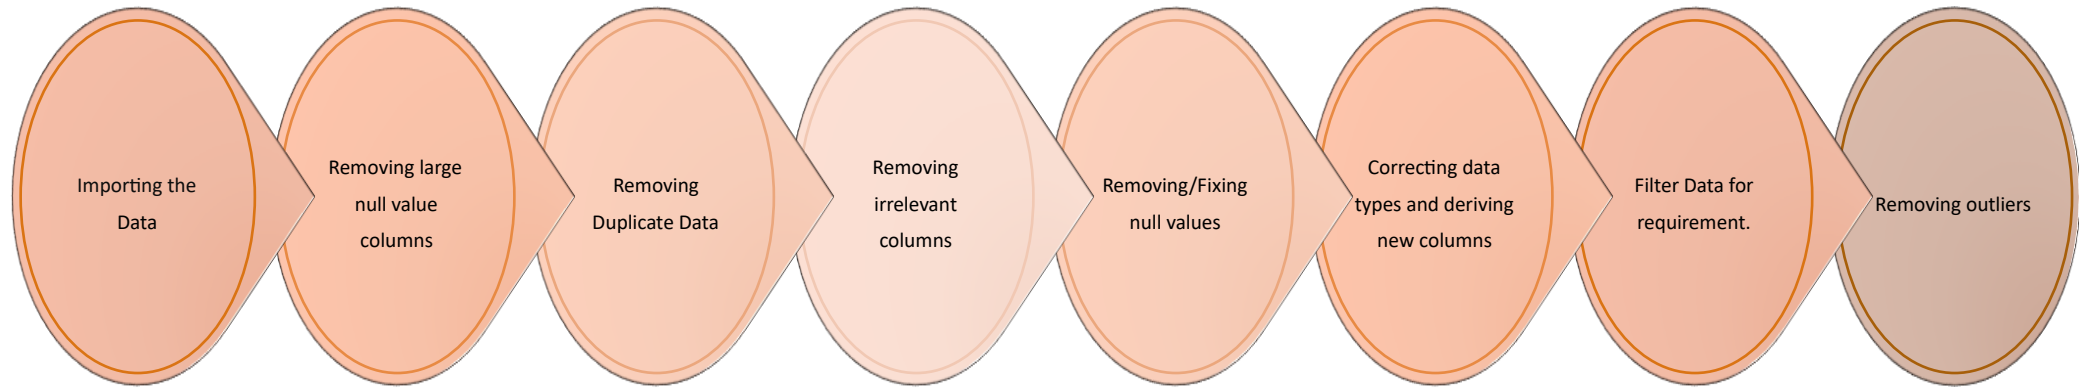 Importing the
Data
Removing large
null value
columns
Removing
Duplicate Data
Removing
irrelevant
columns
Removing/Fixing
null values
Correcting data
types and deriving
new columns
Filter Data for
requirement.
Removing outliers